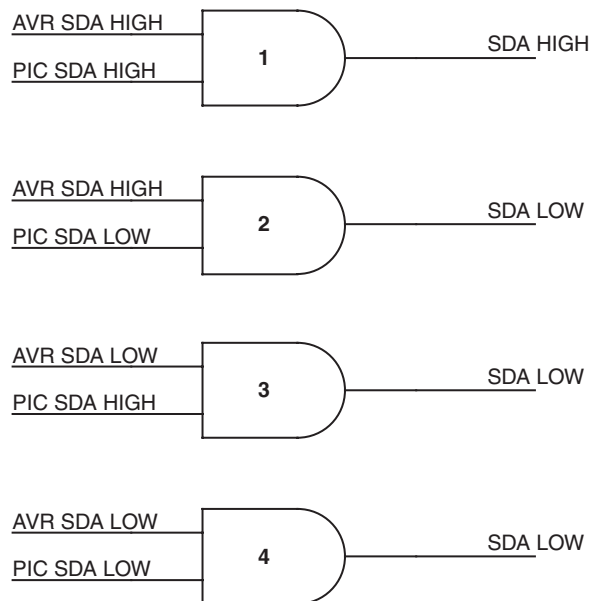 AVR SDA HIGH
PIC SDA HIGH
1
SDA HIGH
AVR SDA HIGH
PIC SDA LOW
2
SDA LOW
AVR SDA LOW
PIC SDA HIGH
3
SDA LOW
AVR SDA LOW
PIC SDA LOW
4
SDA LOW